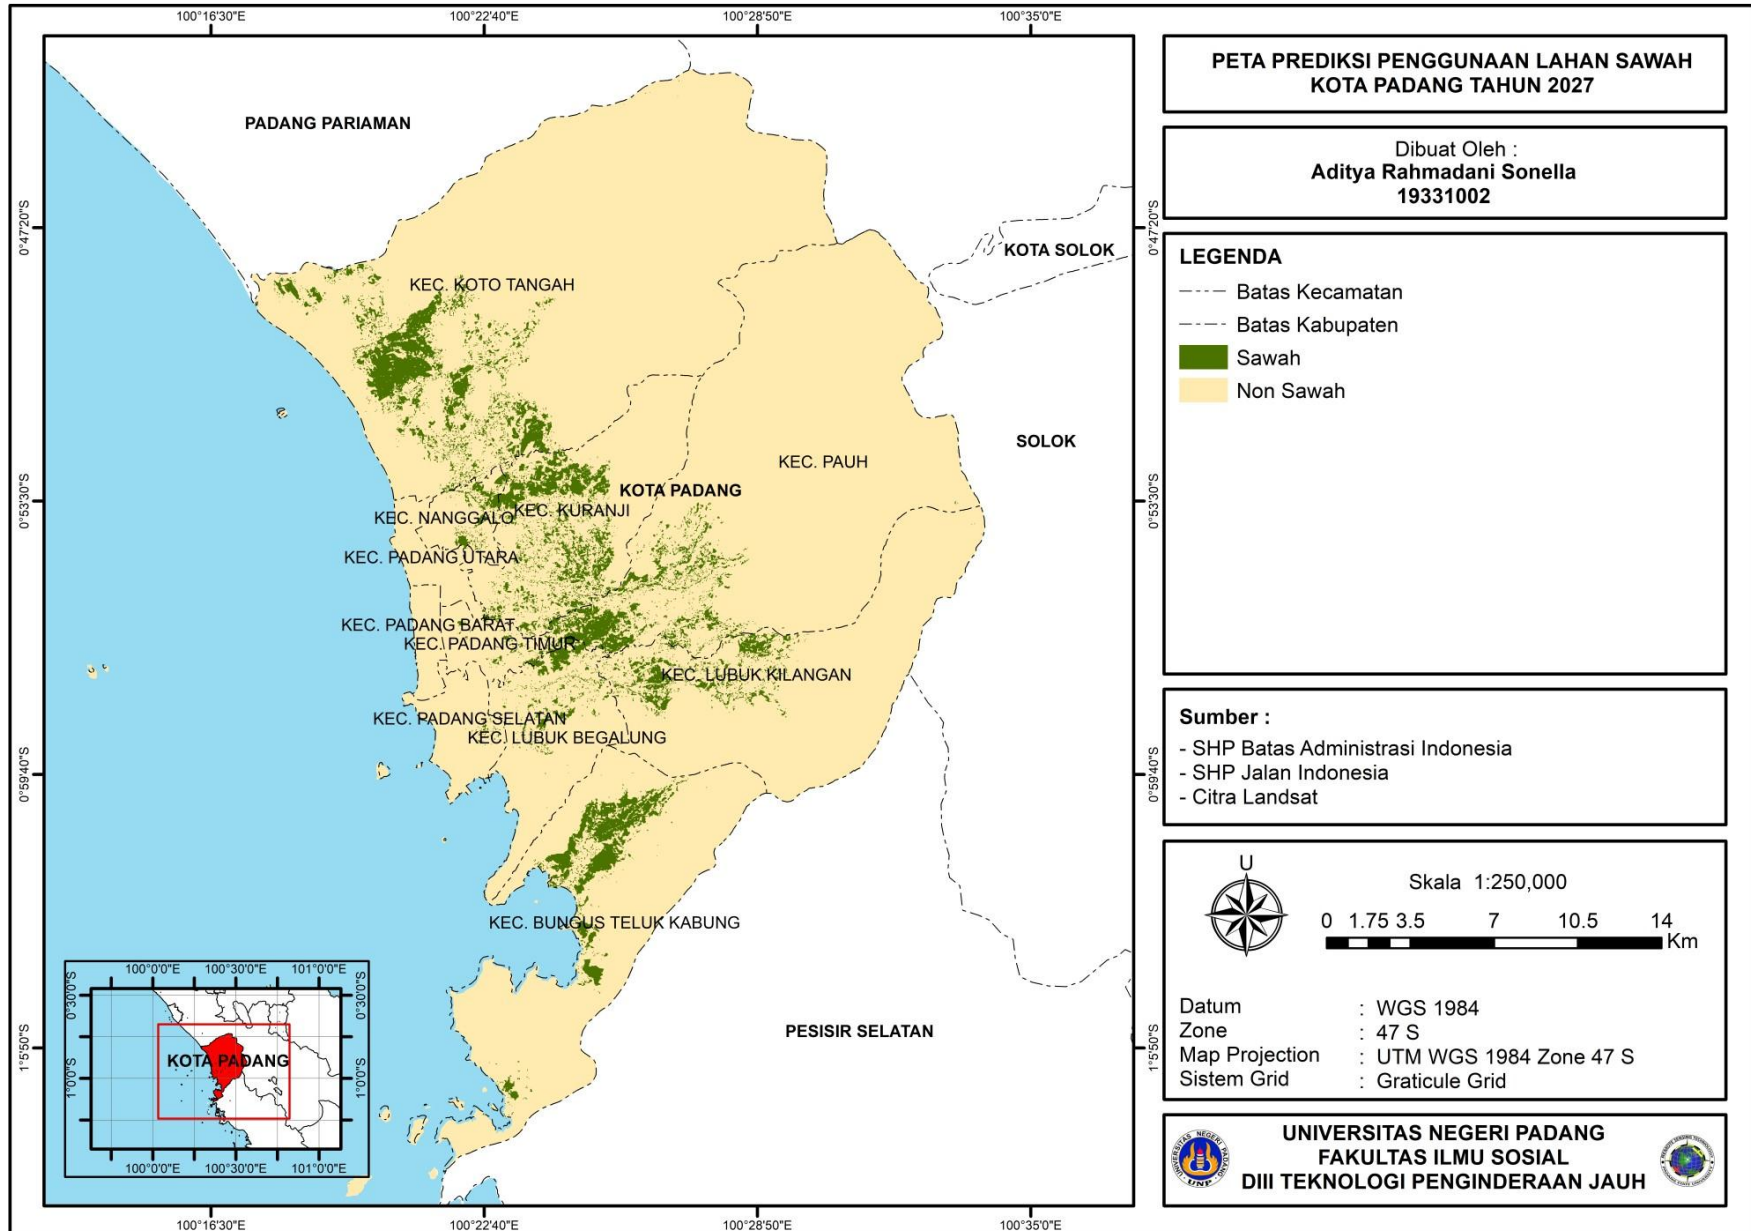 100°16'30"E
100°22'40"E
100°28'50"E
100°35'0"E
0°47'20"S
0°53'30"S
0°59'40"S
1°5'50"S
PADANG PARIAMAN
KOTA SOLOK
SOLOK
PESISIR SELATAN
KEC. KOTO TANGAH
KEC. PAUH
KOTA PADANG
KEC. KURANJI
KEC. NANGGALO
KEC. PADANG UTARA
KEC. PADANG BARAT
KEC. PADANG TIMUR
KEC. LUBUK KILANGAN
KEC. PADANG SELATAN
KEC. LUBUK BEGALUNG
KEC. BUNGUS TELUK KABUNG
100°0'0"E
100°30'0"E
101°0'0"E
0°30'0"S
1°0'0"S
KOTA PADANG
0°30'0"S
1°0'0"S
100°0'0"E
100°30'0"E
101°0'0"E
0°47'20"S
0°53'30"S
0°59'40"S
1°5'50"S
100°16'30"E
100°22'40"E
100°28'50"E
100°35'0"E
PETA PREDIKSI PENGGUNAAN LAHAN SAWAH
KOTA PADANG TAHUN 2027
Dibuat Oleh :
Aditya Rahmadani Sonella
19331002
LEGENDA
Batas Kecamatan
Batas Kabupaten
Sawah
Non Sawah
Sumber :
- SHP Batas Administrasi Indonesia
- SHP Jalan Indonesia
- Citra Landsat
U
Skala 1:250,000
0 1.75 3.5 7 10.5 14
Km
Datum : WGS 1984
Zone : 47 S
Map Projection : UTM WGS 1984 Zone 47 S
Sistem Grid : Graticule Grid
UNIVERSITAS NEGERI PADANG
FAKULTAS ILMU SOSIAL
DIII TEKNOLOGI PENGINDERAAN JAUH
UNIVERSITAS NEGERI PADANG
UNP